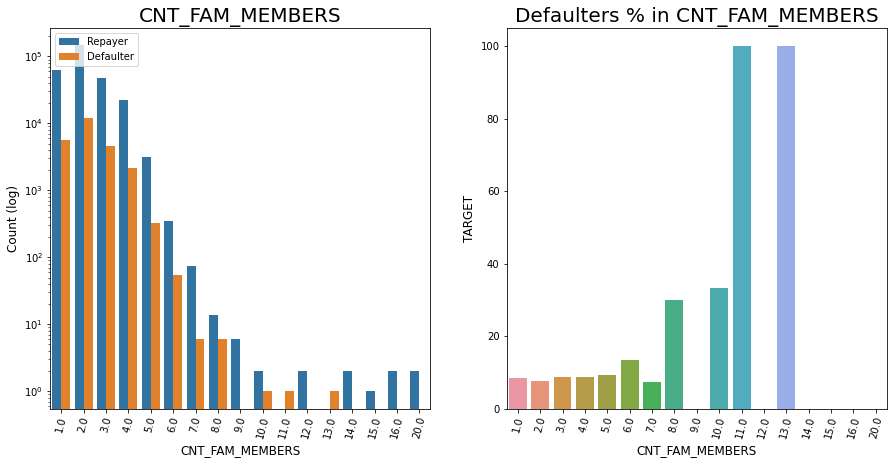 CNT_FAM_MEMBERS
Repayer
Defaulter
Count (log)
10^5
10^4
10^3
10^2
10^1
10^0
1.0 2.0 3.0 4.0 5.0 6.0 7.0 8.0 9.0 10.0 11.0 12.0 13.0 14.0 15.0 16.0 20.0
CNT_FAM_MEMBERS
Defaulters % in CNT_FAM_MEMBERS
TARGET
100
80
60
40
20
0
1.0 2.0 3.0 4.0 5.0 6.0 7.0 8.0 9.0 10.0 11.0 12.0 13.0 14.0 15.0 16.0 20.0
CNT_FAM_MEMBERS